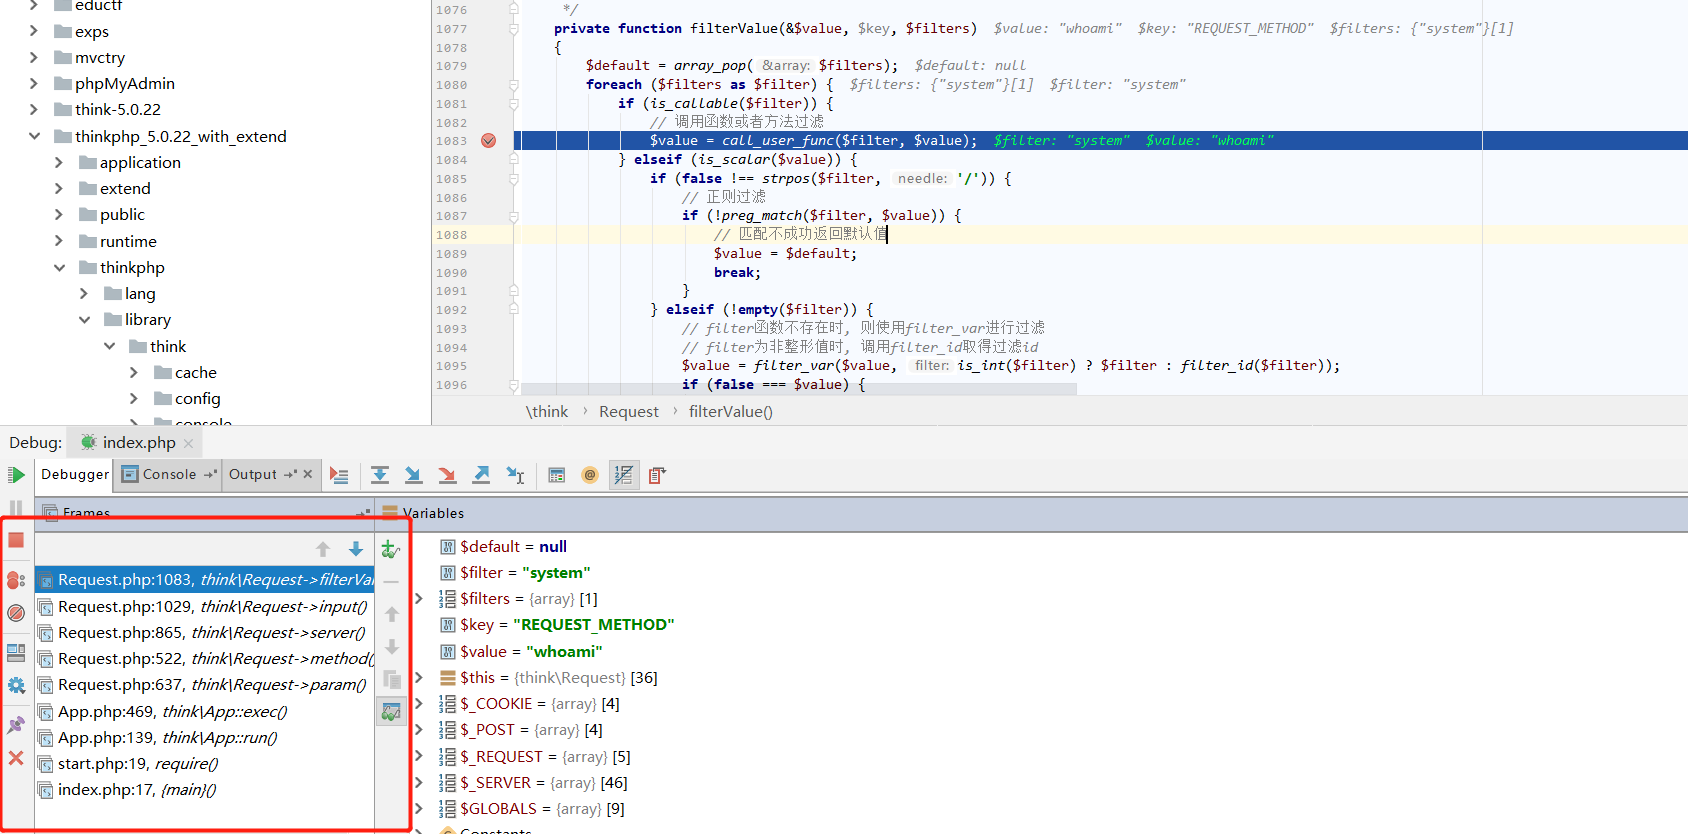 eductf
exps
mvctry
phpMyAdmin
think-5.0.22
thinkphp_5.0.22_with_extend
application
extend
public
runtime
thinkphp
lang
library
think
cache
config
console
1076 */
1077 private function filterValue(&$value, $key, $filters) $value: "whoami" $key: "REQUEST_METHOD" $filters: {"system"}[1]
1078 {
1079 $default = array_pop( &array: $filters); $default: null
1080 foreach ($filters as $filter) { $filters: {"system"}[1] $filter: "system"
1081 if (is_callable($filter)) {
1082 // 调用函数或者方法过滤
1083 $value = call_user_func($filter, $value); $filter: "system" $value: "whoami"
1084 } elseif (is_scalar($value)) {
1085 if (false !== strpos($filter, needle: '/')) {
1086 // 正则过滤
1087 if (!preg_match($filter, $value)) {
1088 // 匹配不成功返回默认值
1089 $value = $default;
1090 break;
1091 }
1092 } elseif (!empty($filter)) {
1093 // filter函数不存在时, 则使用filter_var进行过滤
1094 // filter为非整形值时, 调用filter_id取得过滤id
1095 $value = filter_var($value, filter: is_int($filter) ? $filter : filter_id($filter));
1096 if (false === $value) {
\think › Request › filterValue()
Debug: index.php
Debugger Console Output
Frames
Variables
Request.php:1083, think\Request->filterVal
Request.php:1029, think\Request->input()
Request.php:865, think\Request->server()
Request.php:522, think\Request->method()
Request.php:637, think\Request->param()
App.php:469, think\App::exec()
App.php:139, think\App::run()
start.php:19, require()
index.php:17, {main}()
$default = null
$filter = "system"
$filters = {array} [1]
$key = "REQUEST_METHOD"
$value = "whoami"
$this = {think\Request} [36]
$_COOKIE = {array} [4]
$_POST = {array} [4]
$_REQUEST = {array} [5]
$_SERVER = {array} [46]
$GLOBALS = {array} [9]
Constants